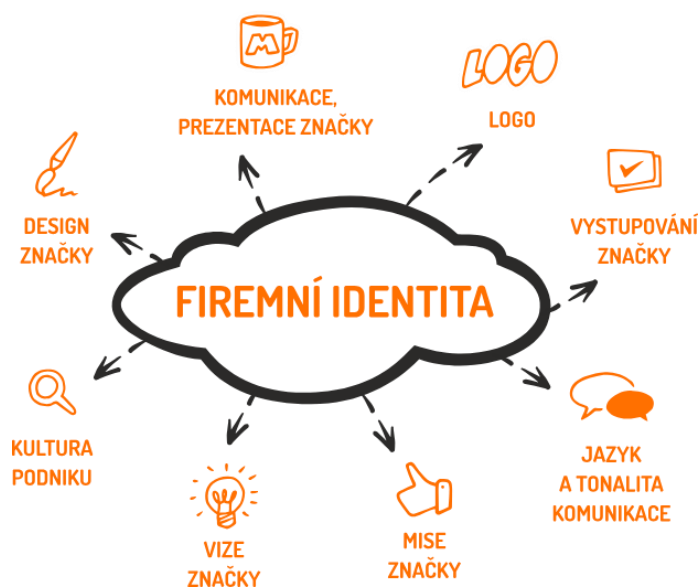 M
LOGO
KOMUNIKACE,
PREZENTACE ZNAČKY
LOGO
DESIGN
ZNAČKY
VYSTUPOVÁNÍ
ZNAČKY
FIREMNÍ IDENTITA
KULTURA
PODNIKU
JAZYK
A TONALITA
KOMUNIKACE
VIZE
ZNAČKY
MISE
ZNAČKY